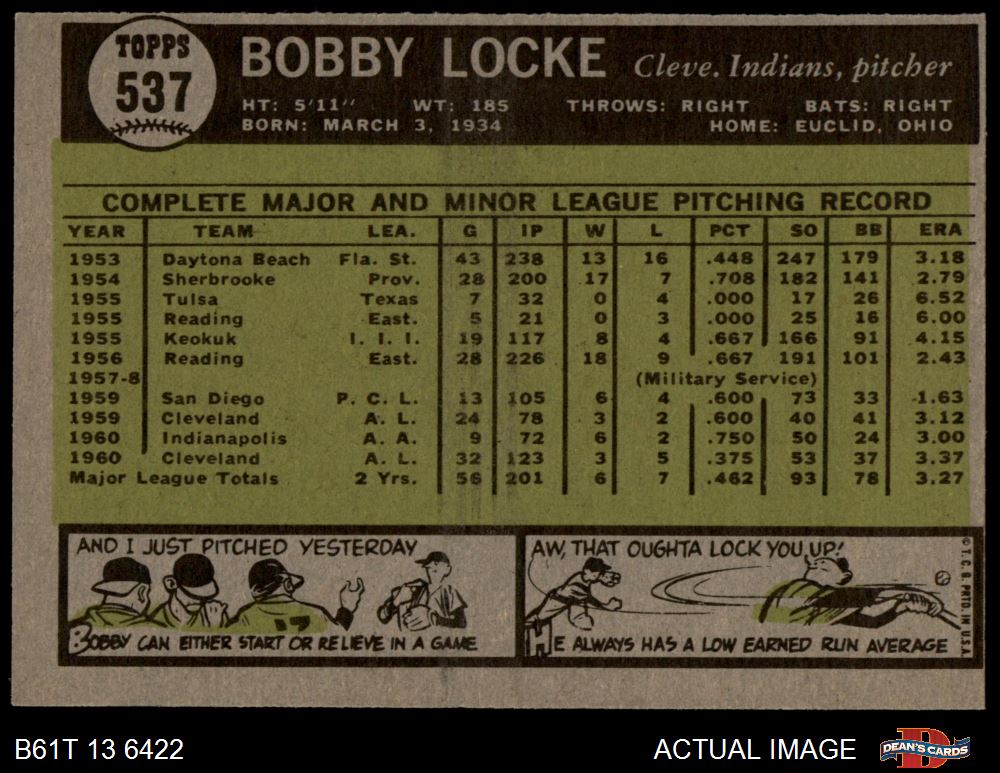 TOPPS
537
BOBBY LOCKE Cleve. Indians, pitcher
HT: 5'11" WT: 185 THROWS: RIGHT BATS: RIGHT
BORN: MARCH 3, 1934 HOME: EUCLID, OHIO
COMPLETE MAJOR AND MINOR LEAGUE PITCHING RECORD
YEAR TEAM LEA. G IP W L PCT SO BB ERA
1953 Daytona Beach Fla. St. 43 238 13 16 .448 247 179 3.18
1954 Sherbrooke Prov. 28 200 17 7 .708 182 141 2.79
1955 Tulsa Texas 7 32 0 4 .000 17 26 6.52
1955 Reading East. 5 21 0 3 .000 25 16 6.00
1955 Keokuk I. I. I. 19 117 8 4 .667 166 91 4.15
1956 Reading East. 28 226 18 9 .667 191 101 2.43
1957-8 (Military Service)
1959 San Diego P. C. L. 13 105 6 4 .600 73 33 1.63
1959 Cleveland A. L. 24 78 3 2 .600 40 41 3.12
1960 Indianapolis A. A. 9 72 6 2 .750 50 24 3.00
1960 Cleveland A. L. 32 123 3 5 .375 53 37 3.37
Major League Totals 2 Yrs. 56 201 6 7 .462 93 78 3.27
AND I JUST PITCHED YESTERDAY
17
BOBBY CAN EITHER START OR RELIEVE IN A GAME
AW, THAT OUGHTA LOCK YOU UP!
HE ALWAYS HAS A LOW EARNED RUN AVERAGE
© T. C. G. PRTD. IN U.S.A.
B61T 13 6422
ACTUAL IMAGE
DEAN'S CARDS